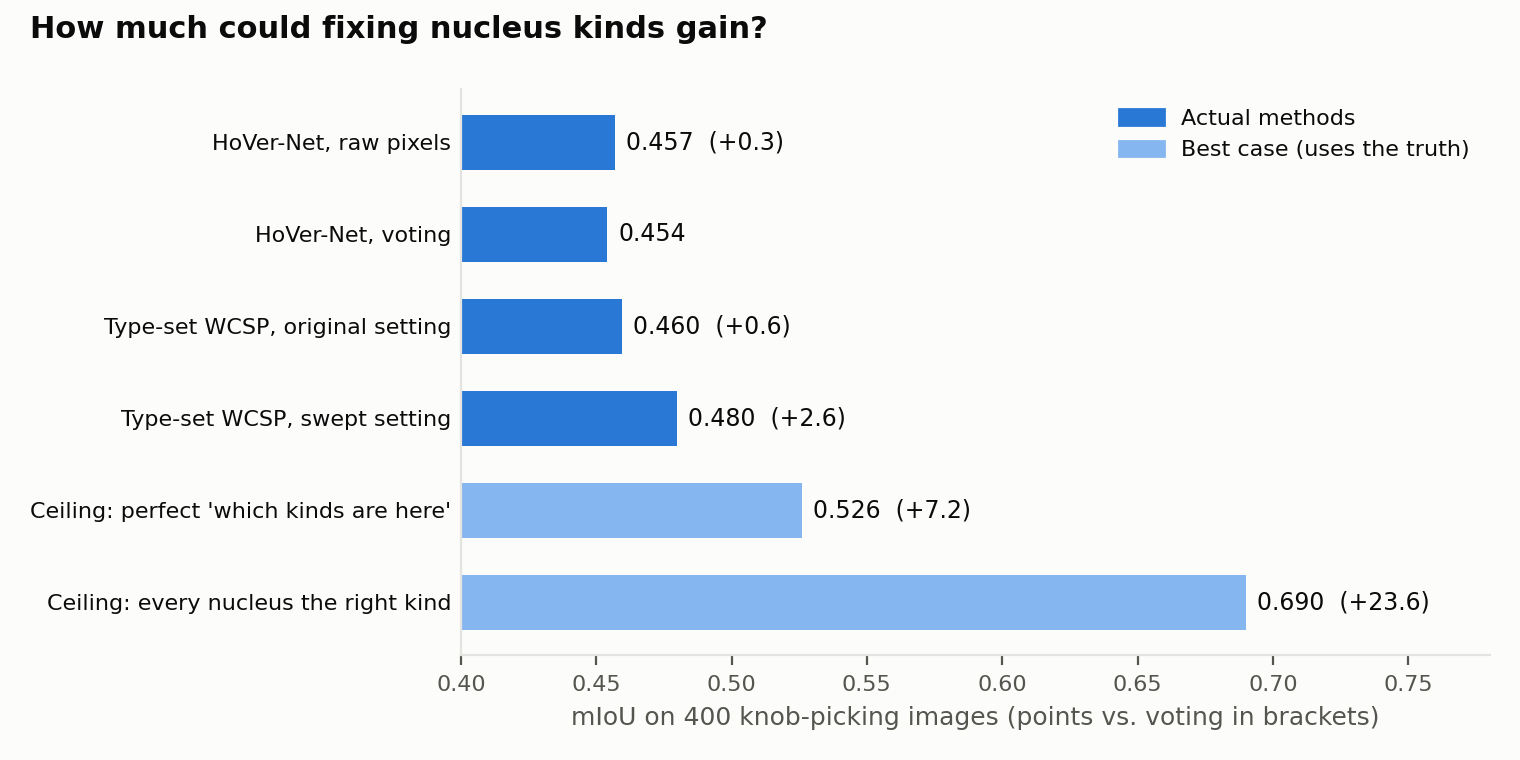 How much could fixing nucleus kinds gain?
Actual methods
Best case (uses the truth)
HoVer-Net, raw pixels 0.457 (+0.3)
HoVer-Net, voting 0.454
Type-set WCSP, original setting 0.460 (+0.6)
Type-set WCSP, swept setting 0.480 (+2.6)
Ceiling: perfect 'which kinds are here' 0.526 (+7.2)
Ceiling: every nucleus the right kind 0.690 (+23.6)
0.40 0.45 0.50 0.55 0.60 0.65 0.70 0.75
mIoU on 400 knob-picking images (points vs. voting in brackets)